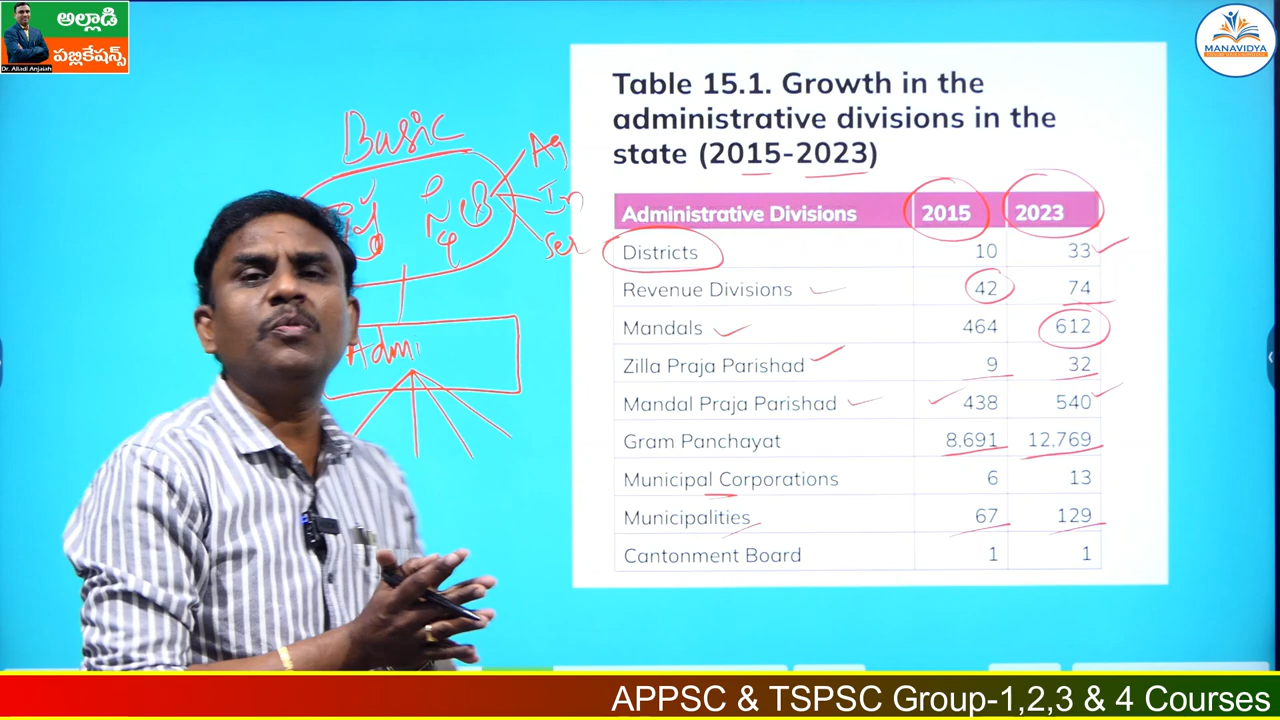 అల్లాడి
పబ్లికేషన్స్
Dr. Alladi Anjaiah
MANAVIDYA
Table 15.1. Growth in the
administrative divisions in the
state (2015-2023)
Basic
Ag
In
Ser
Admi
Administrative Divisions 2015 2023
Districts 10 33
Revenue Divisions 42 74
Mandals 464 612
Zilla Praja Parishad 9 32
Mandal Praja Parishad 438 540
Gram Panchayat 8,691 12,769
Municipal Corporations 6 13
Municipalities 67 129
Cantonment Board 1 1
APPSC & TSPSC Group-1,2,3 & 4 Courses